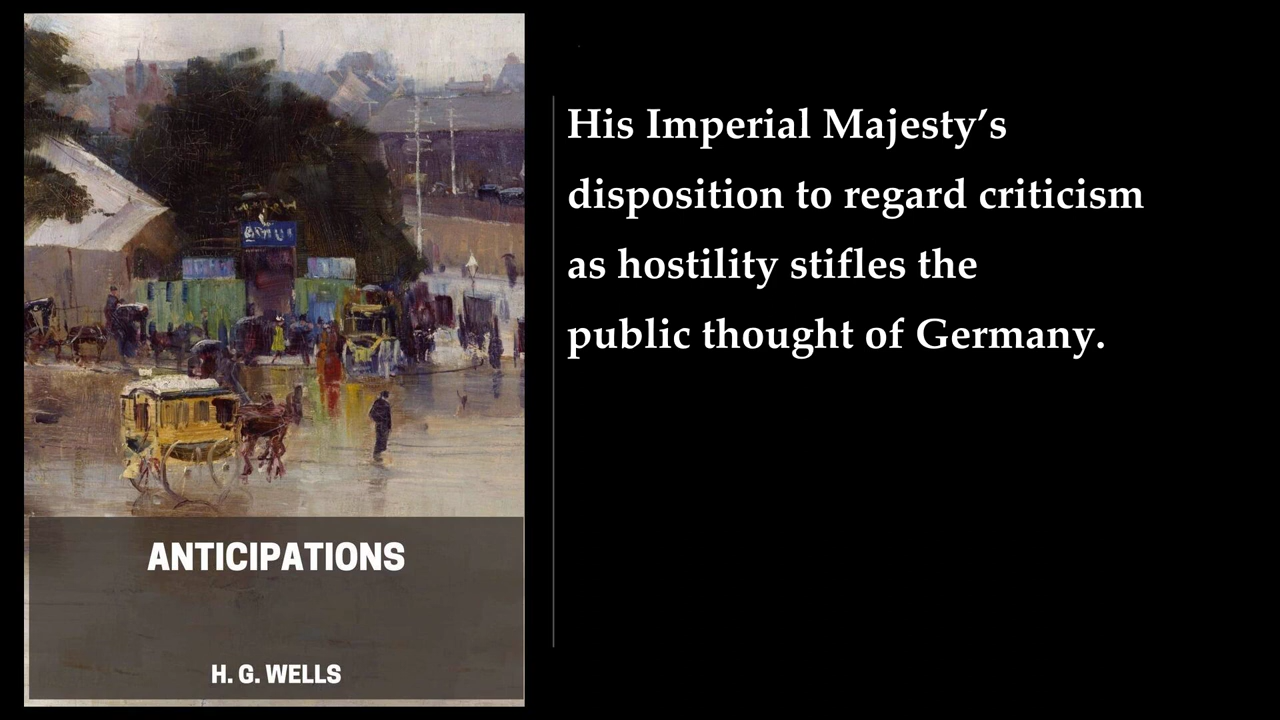 ANTICIPATIONS
H. G. WELLS
His Imperial Majesty’s
disposition to regard criticism
as hostility stifles the
public thought of Germany.